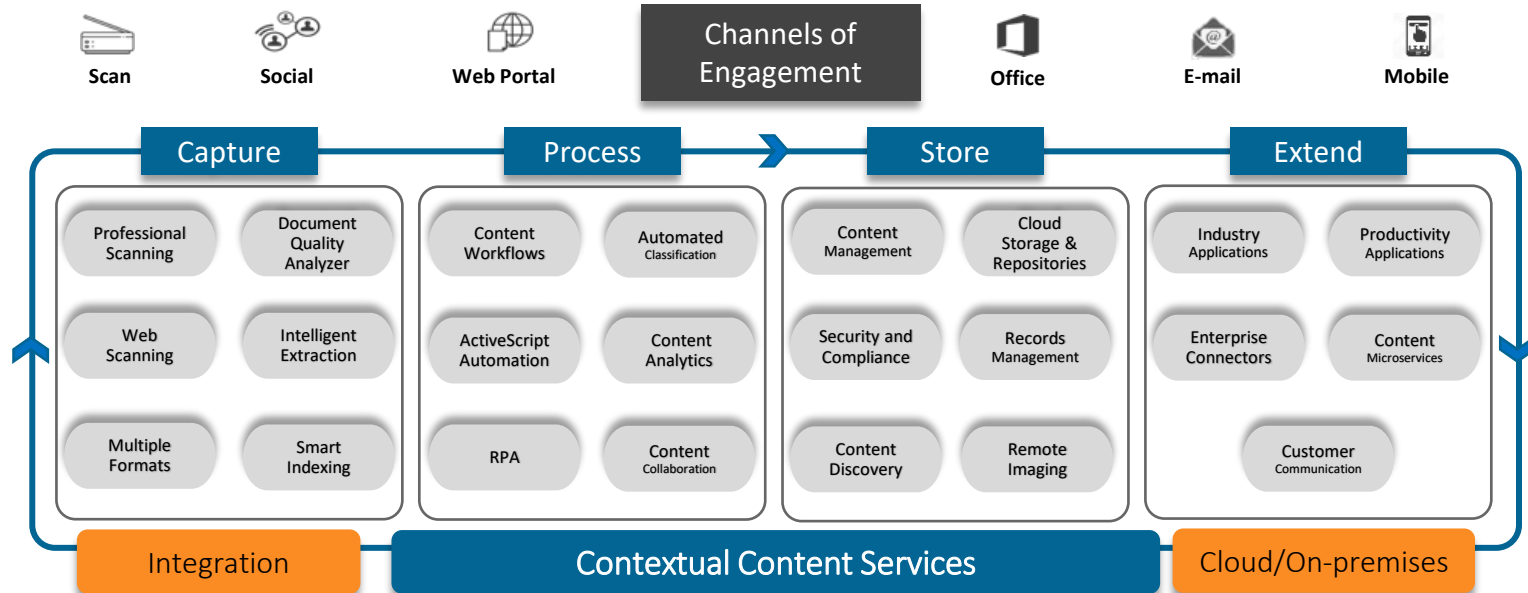 Channels of
Engagement
Scan
Social
Web Portal
Office
E-mail
Mobile
Capture
Process
Store
Extend
Professional
Scanning
Document
Quality
Analyzer
Web
Scanning
Intelligent
Extraction
Multiple
Formats
Smart
Indexing
Content
Workflows
Automated
Classification
ActiveScript
Automation
Content
Analytics
RPA
Content
Collaboration
Content
Management
Cloud
Storage &
Repositories
Security and
Compliance
Records
Management
Content
Discovery
Remote
Imaging
Industry
Applications
Productivity
Applications
Enterprise
Connectors
Content
Microservices
Customer
Communication
Integration
Contextual Content Services
Cloud/On-premises